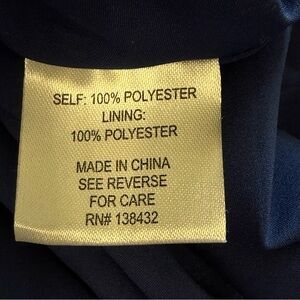 SELF: 100% POLYESTER
LINING:
100% POLYESTER
MADE IN CHINA
SEE REVERSE
FOR CARE
RN# 138432